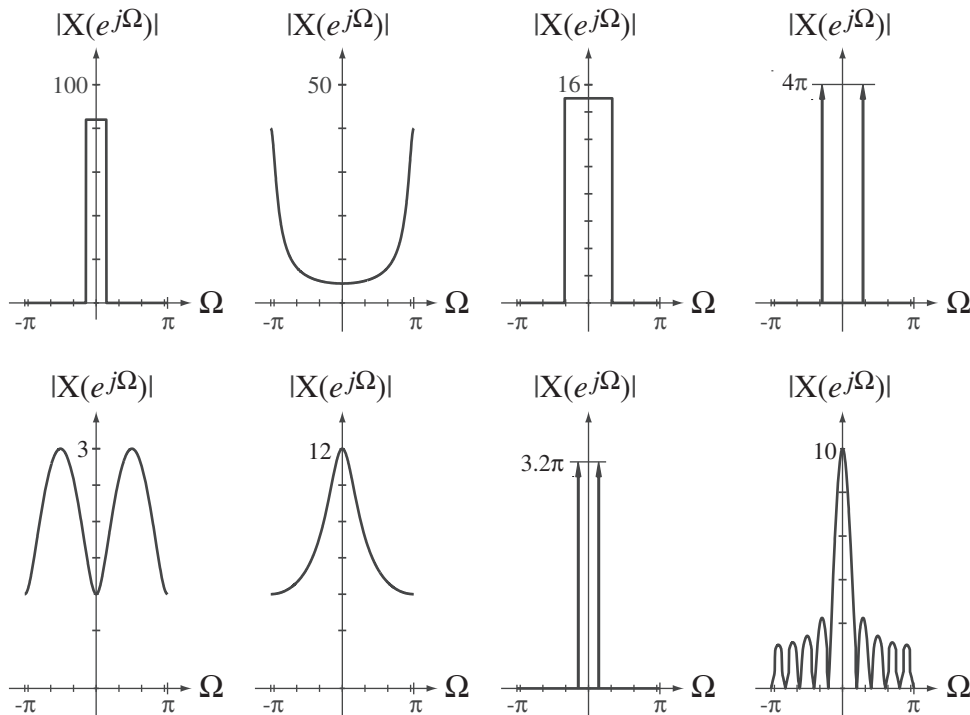 |X(e^{jΩ})| |X(e^{jΩ})| |X(e^{jΩ})| |X(e^{jΩ})|
100 50 16 4π
Ω Ω Ω Ω
-π π -π π -π π -π π
|X(e^{jΩ})| |X(e^{jΩ})| |X(e^{jΩ})| |X(e^{jΩ})|
3 12 3.2π 10
Ω Ω Ω Ω
-π π -π π -π π -π π